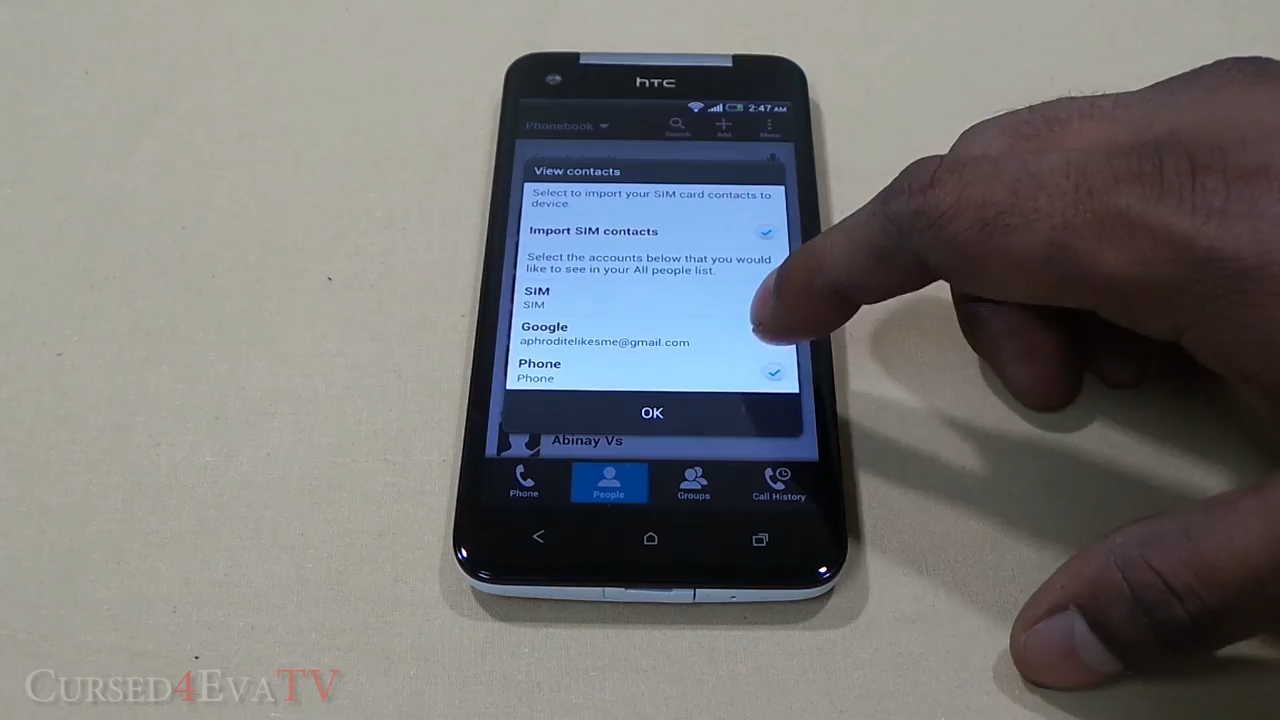 hTC
2:47 AM
Phonebook
Search
Add
Menu
View contacts
Select to import your SIM card contacts to
device.
Import SIM contacts
Select the accounts below that you would
like to see in your All people list.
SIM
SIM
Google
aphroditelikesme@gmail.com
Phone
Phone
OK
Abinay Vs
Phone
People
Groups
Call History
CURSED4EVATV